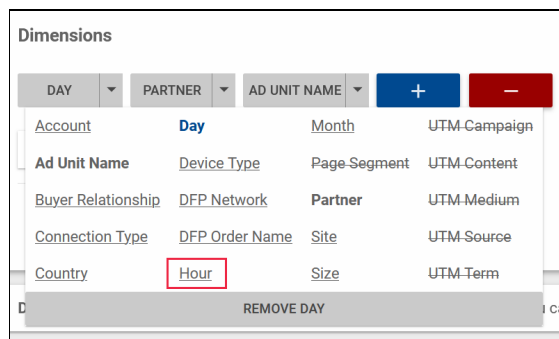 Dimensions
DAY PARTNER AD UNIT NAME + −
Account Day Month UTM Campaign
Ad Unit Name Device Type Page Segment UTM Content
Buyer Relationship DFP Network Partner UTM Medium
Connection Type DFP Order Name Site UTM Source
Country Hour Size UTM Term
REMOVE DAY